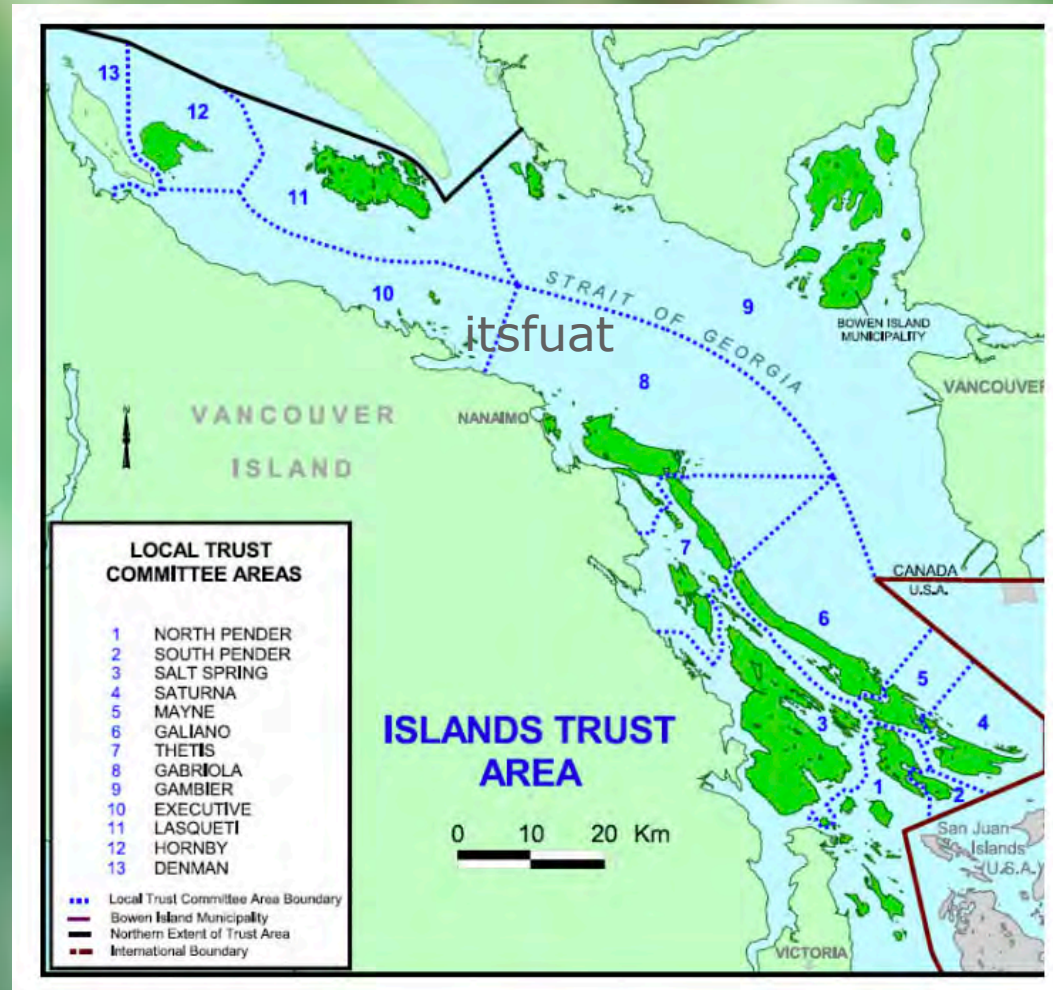 13
12
11
10
STRAIT OF GEORGIA
9
itsfuat
BOWEN ISLAND
MUNICIPALITY
8
VANCOUVER
NANAIMO
VANCOUVER
ISLAND
N
7
CANADA
U.S.A.
6
5
4
3
1
2
ISLANDS TRUST
AREA
0 10 20 Km
San Juan
Islands
(U.S.A.)
VICTORIA
LOCAL TRUST
COMMITTEE AREAS
1 NORTH PENDER
2 SOUTH PENDER
3 SALT SPRING
4 SATURNA
5 MAYNE
6 GALIANO
7 THETIS
8 GABRIOLA
9 GAMBIER
10 EXECUTIVE
11 LASQUETI
12 HORNBY
13 DENMAN
Local Trust Committee Area Boundary
Bowen Island Municipality
Northern Extent of Trust Area
International Boundary